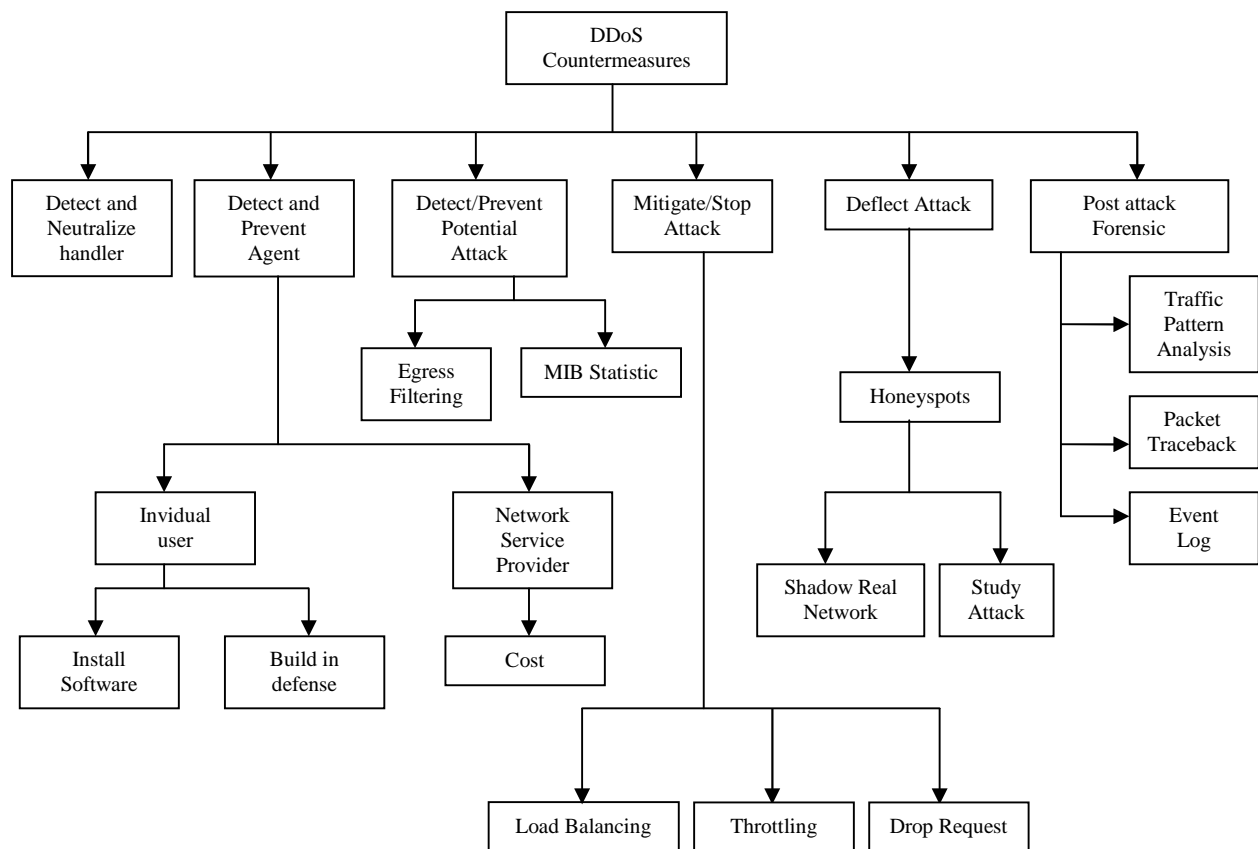 DDoS
Countermeasures
Detect and
Neutralize
handler
Detect and
Prevent
Agent
Detect/Prevent
Potential
Attack
Mitigate/Stop
Attack
Deflect Attack
Post attack
Forensic
Traffic
Pattern
Analysis
Egress
Filtering
MIB Statistic
Honeyspots
Packet
Traceback
Invidual
user
Network
Service
Provider
Event
Log
Shadow Real
Network
Study
Attack
Install
Software
Build in
defense
Cost
Load Balancing
Throttling
Drop Request